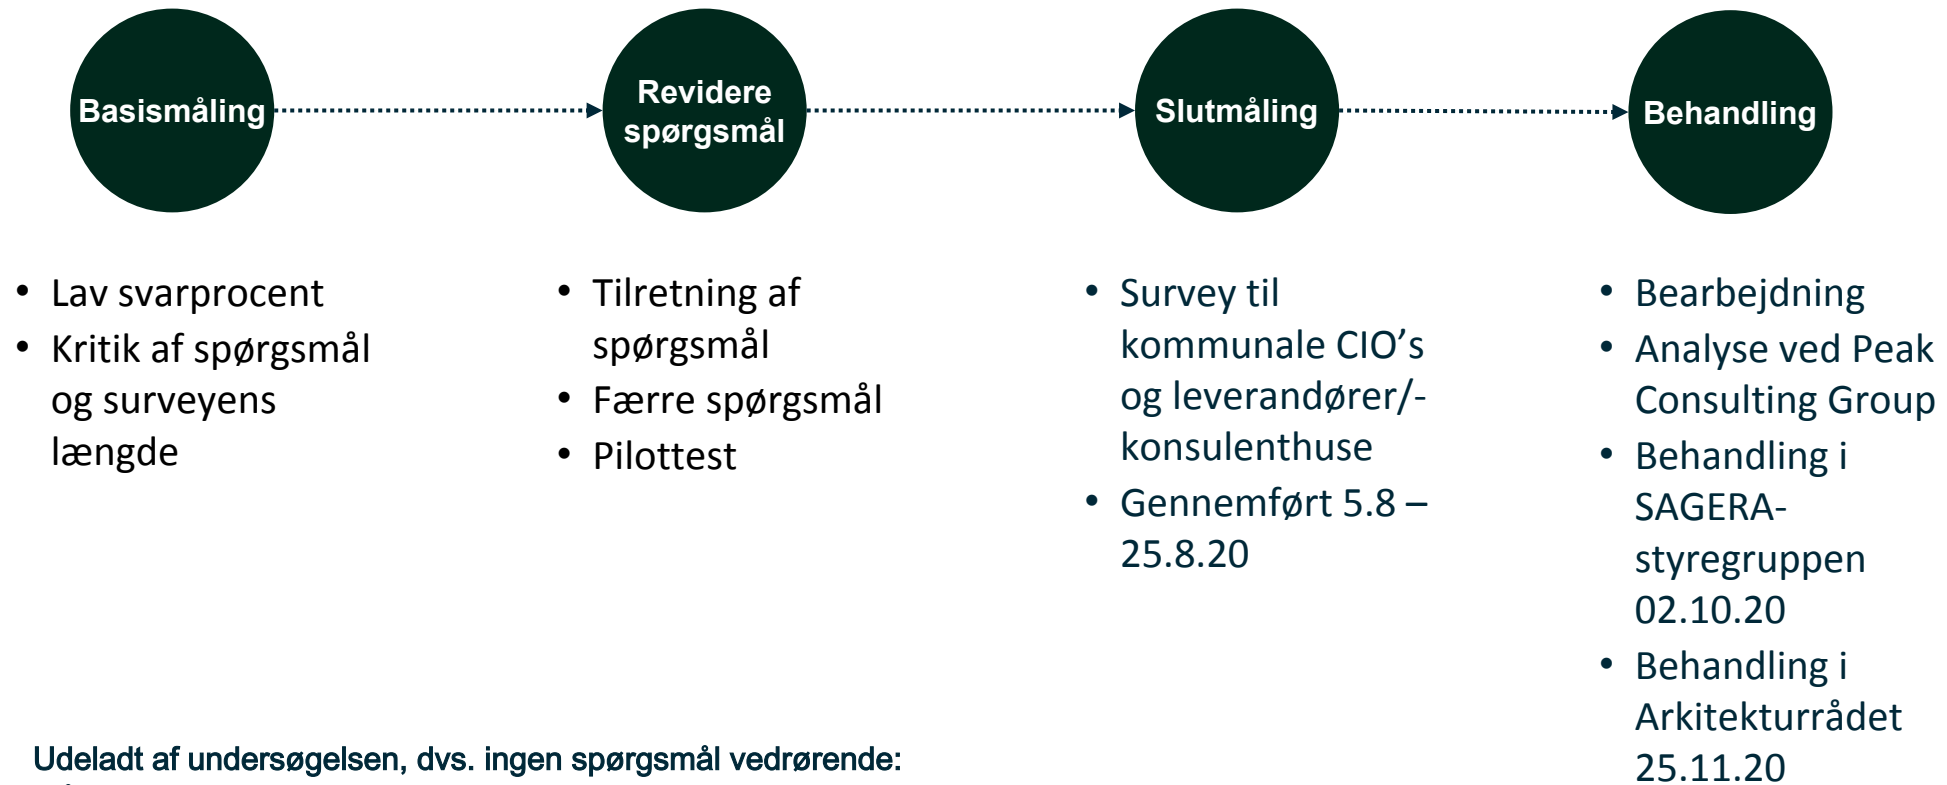 Basismåling
Revidere
spørgsmål
Slutmåling
Behandling
• Lav svarprocent
• Kritik af spørgsmål
og surveyens
længde
• Tilretning af
spørgsmål
• Færre spørgsmål
• Pilottest
• Survey til
kommunale CIO’s
og leverandører/-
konsulenthuse
• Gennemført 5.8 –
25.8.20
• Bearbejdning
• Analyse ved Peak
Consulting Group
• Behandling i
SAGERA-
styregruppen
02.10.20
• Behandling i
Arkitekturrådet
25.11.20
Udeladt af undersøgelsen, dvs. ingen spørgsmål vedrørende: